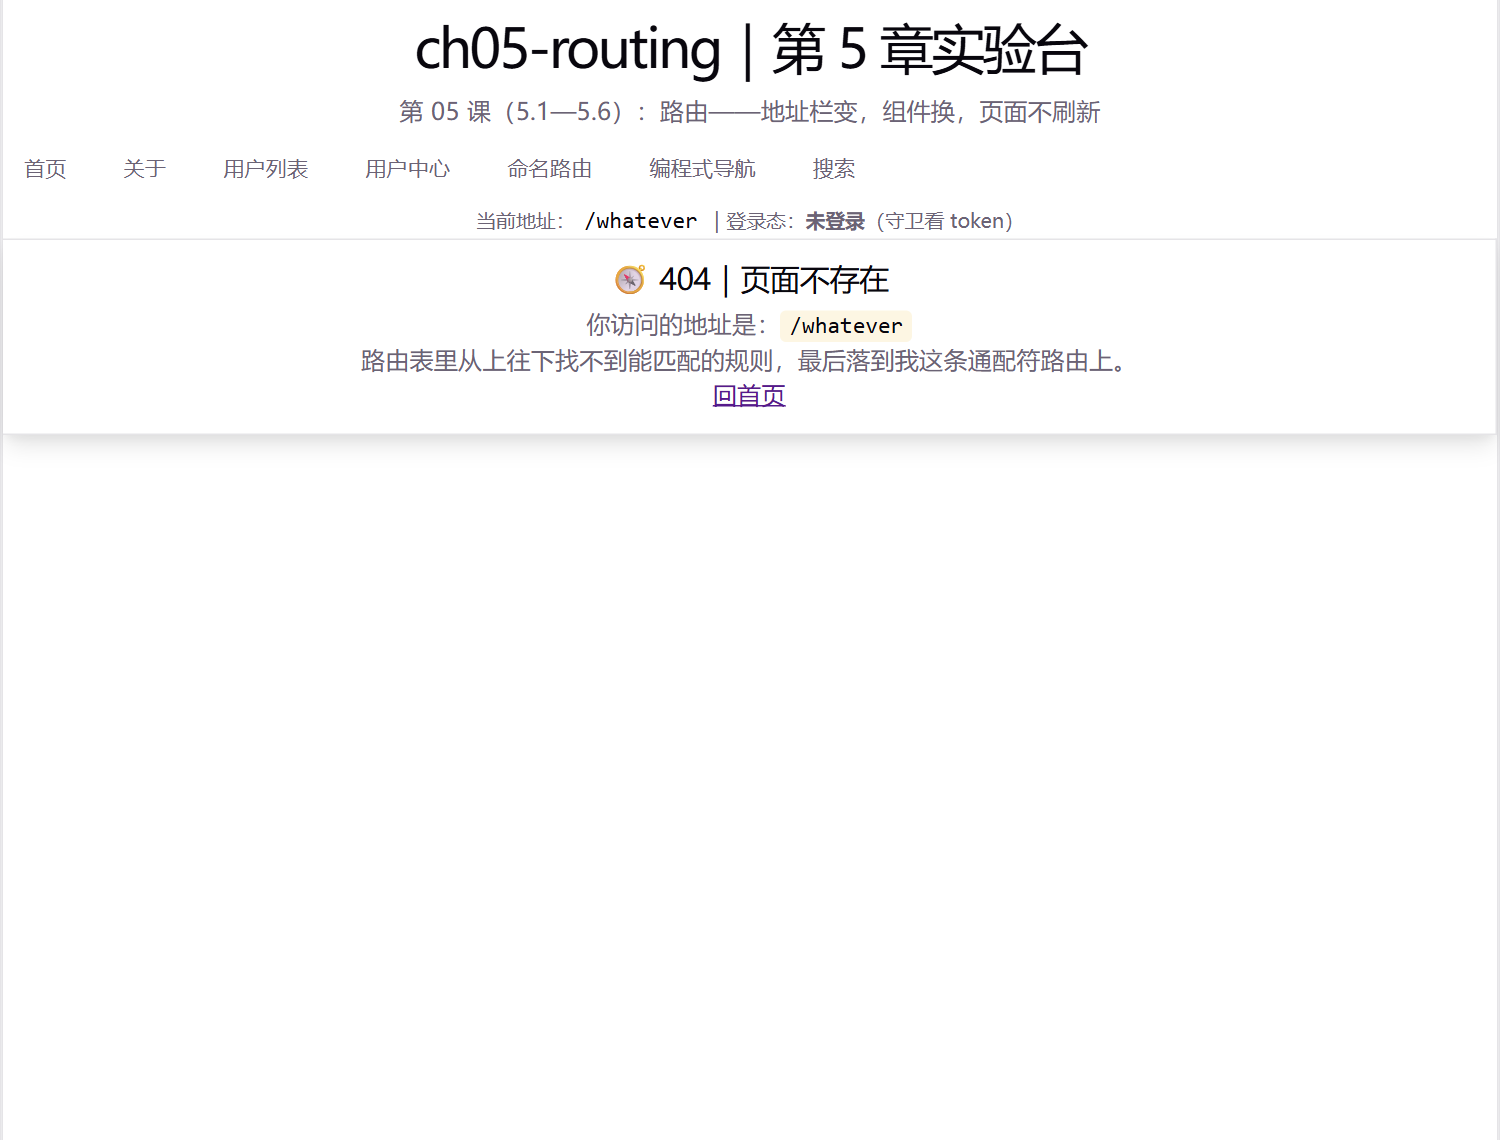 ch05-routing｜第 5 章实验台
第 05 课（5.1—5.6）：路由——地址栏变，组件换，页面不刷新
首页 关于 用户列表 用户中心 命名路由 编程式导航 搜索
当前地址： /whatever ｜登录态：未登录（守卫看 token）
🧭 404｜页面不存在
你访问的地址是： /whatever
路由表里从上往下找不到能匹配的规则，最后落到我这条通配符路由上。
回首页